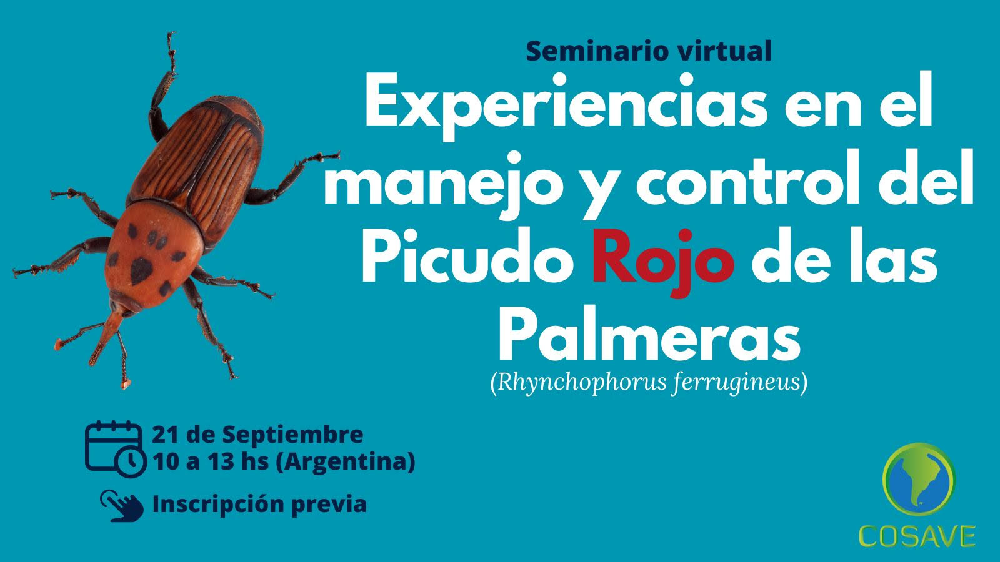 Seminario virtual
Experiencias en el
manejo y control del
Picudo Rojo de las
Palmeras
(Rhynchophorus ferrugineus)
21 de Septiembre
10 a 13 hs (Argentina)
Inscripción previa
COSAVE